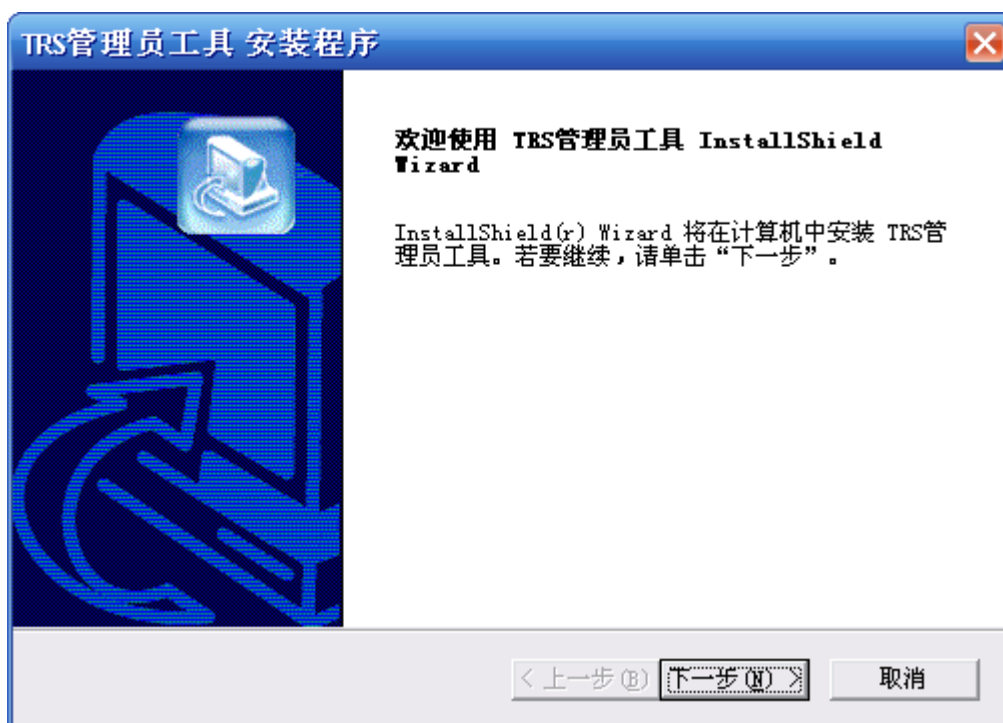 TRS管理员工具 安装程序
欢迎使用 TRS管理员工具 InstallShield
Wizard
InstallShield(r) Wizard 将在计算机中安装 TRS管
理员工具。若要继续，请单击“下一步”。
< 上一步(B) 下一步(N) > 取消